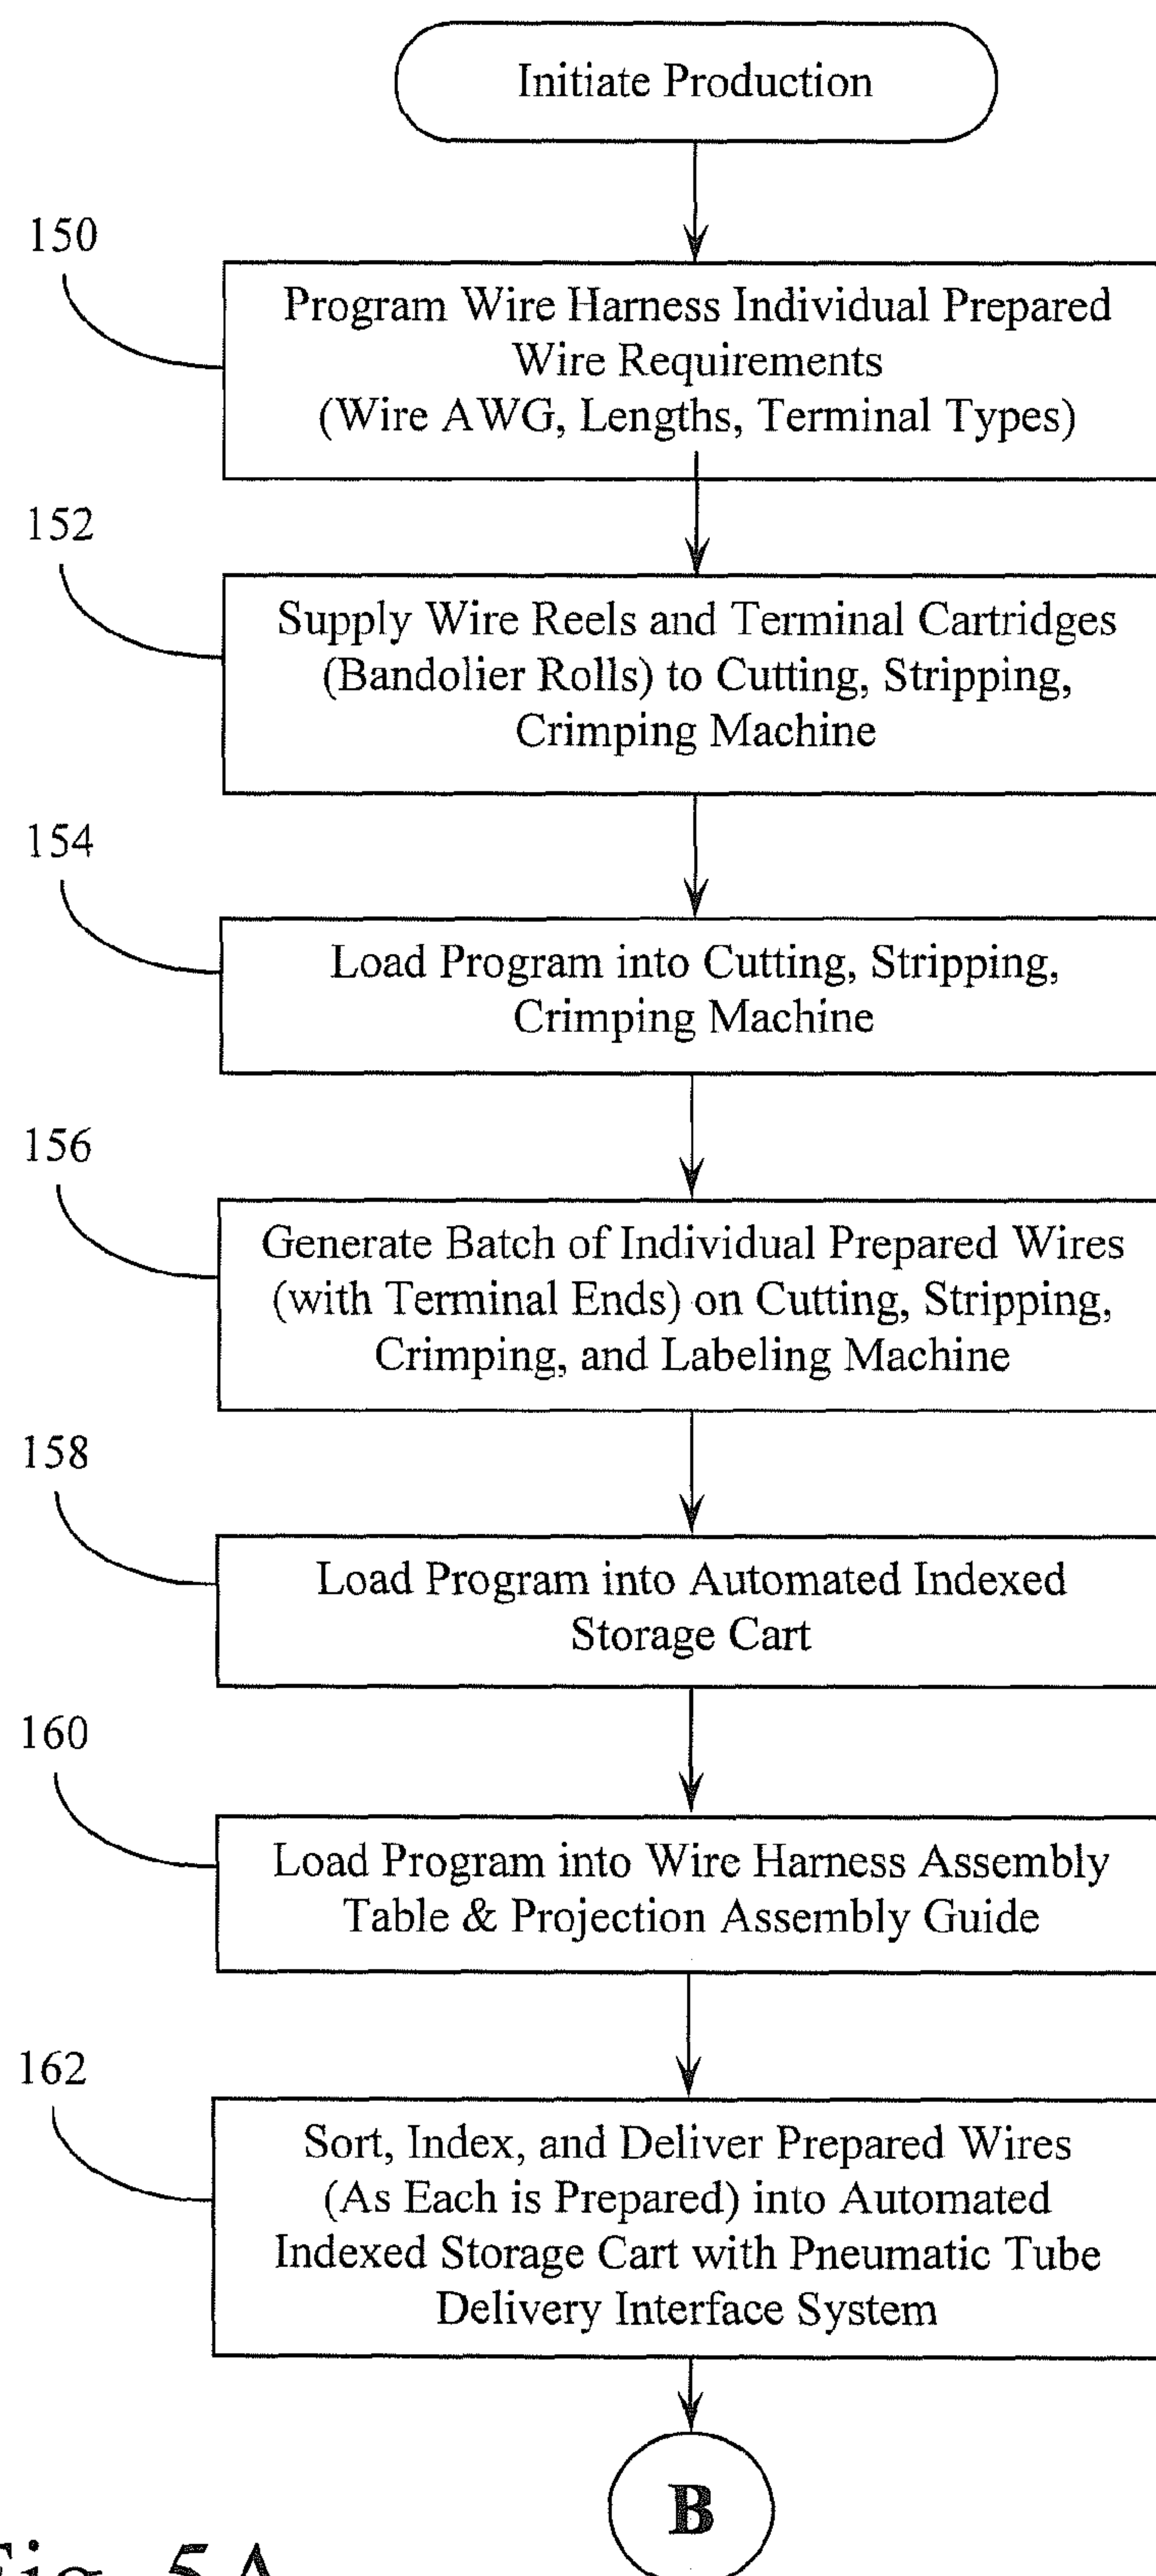 Initiate Production
150
Program Wire Harness Individual Prepared
Wire Requirements
(Wire AWG, Lengths, Terminal Types)
152
Supply Wire Reels and Terminal Cartridges
(Bandolier Rolls) to Cutting, Stripping,
Crimping Machine
154
Load Program into Cutting, Stripping,
Crimping Machine
156
Generate Batch of Individual Prepared Wires
(with Terminal Ends) on Cutting, Stripping,
Crimping, and Labeling Machine
158
Load Program into Automated Indexed
Storage Cart
160
Load Program into Wire Harness Assembly
Table & Projection Assembly Guide
162
Sort, Index, and Deliver Prepared Wires
(As Each is Prepared) into Automated
Indexed Storage Cart with Pneumatic Tube
Delivery Interface System
B
Fig. 5A